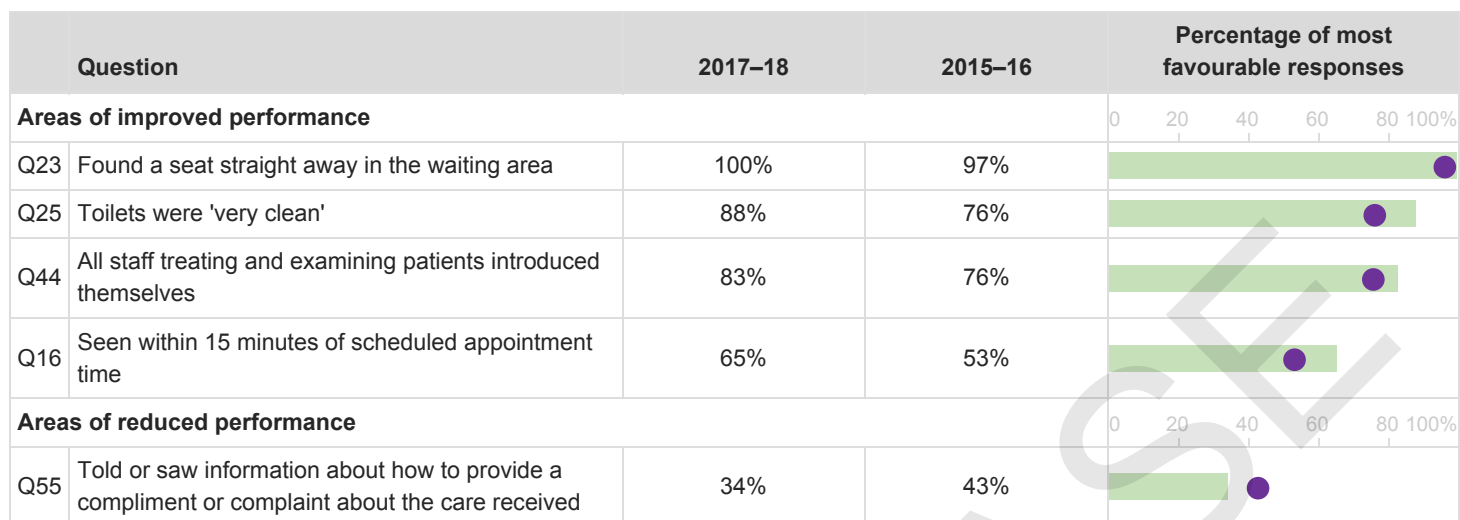 Percentage of most
Question 2017–18 2015–16 favourable responses
Areas of improved performance 0 20 40 60 80 100%
Q23 Found a seat straight away in the waiting area 100% 97%
Q25 Toilets were 'very clean' 88% 76%
All staff treating and examining patients introduced
Q44 83% 76%
themselves
Seen within 15 minutes of scheduled appointment
Q16 65% 53%
time
Areas of reduced performance 0 20 40 60 80 100%
Told or saw information about how to provide a
Q55 34% 43%
compliment or complaint about the care received
SE